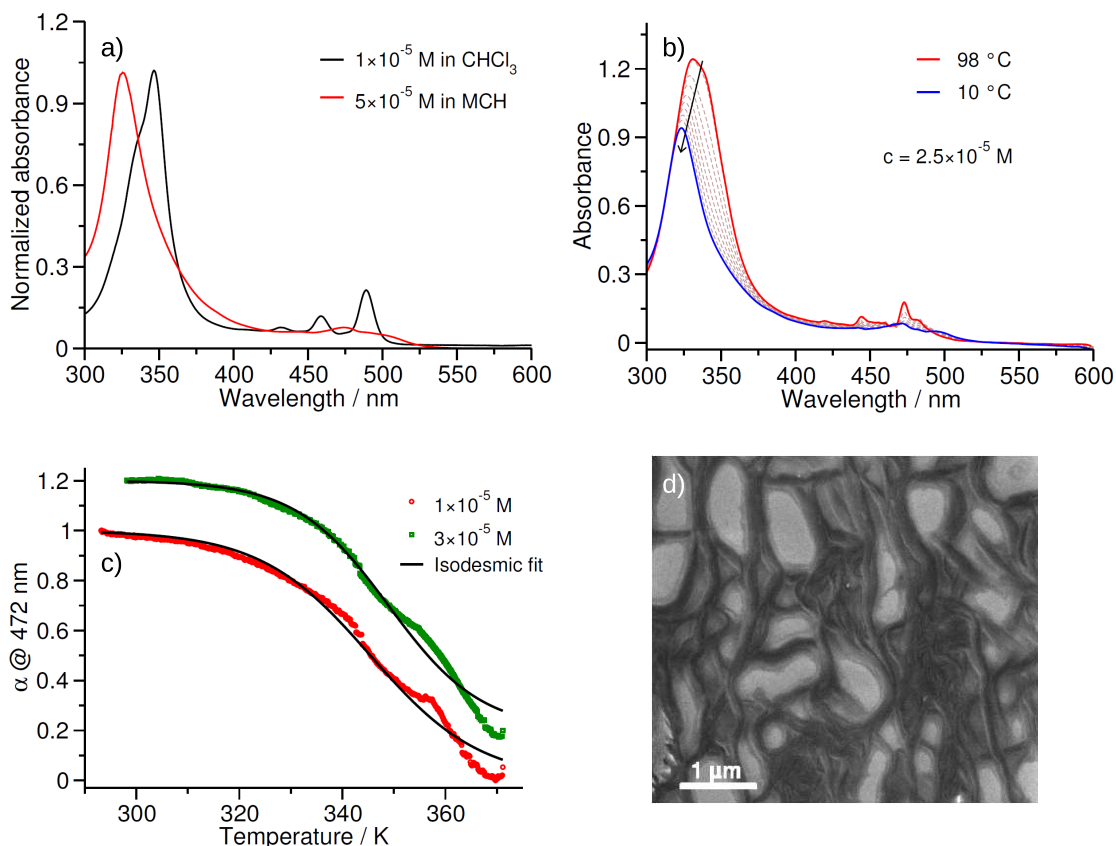 a)
1×10⁻⁵ M in CHCl₃
5×10⁻⁵ M in MCH
Normalized absorbance
1.2
0.9
0.6
0.3
0
300 350 400 450 500 550 600
Wavelength / nm
b)
98 °C
10 °C
c = 2.5×10⁻⁵ M
Absorbance
1.2
0.9
0.6
0.3
0
300 350 400 450 500 550 600
Wavelength / nm
c)
1×10⁻⁵ M
3×10⁻⁵ M
Isodesmic fit
α @ 472 nm
1.2
1
0.8
0.6
0.4
0.2
0
300 320 340 360
Temperature / K
d)
1 µm